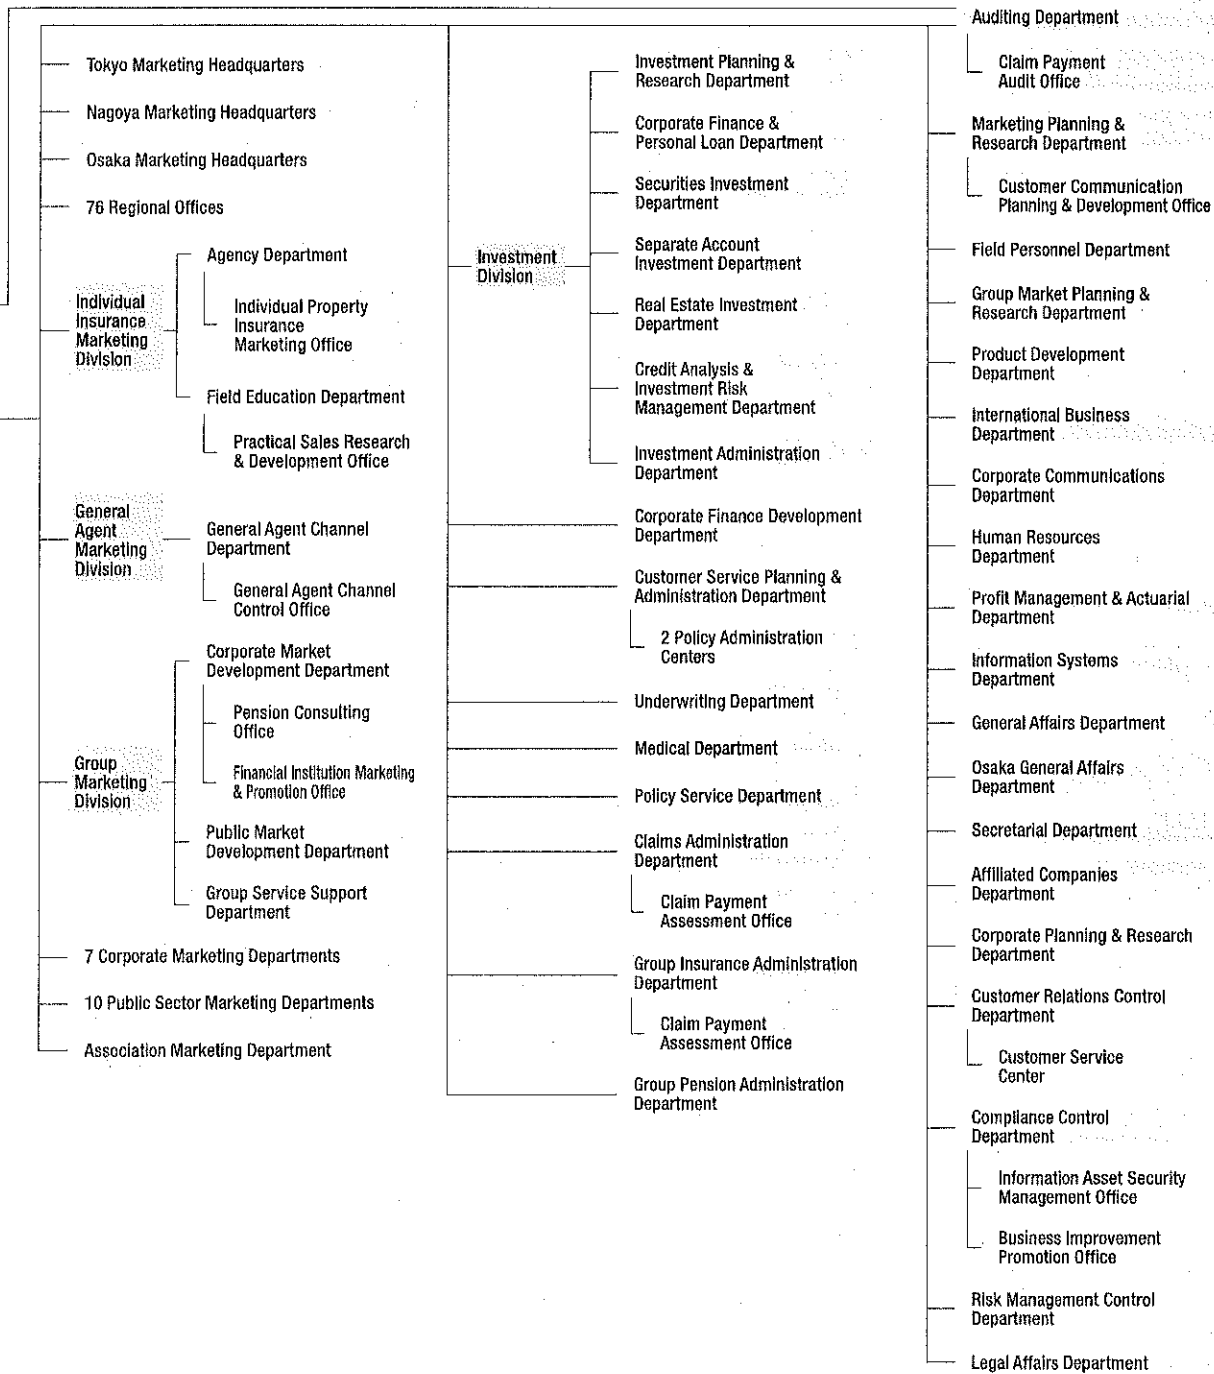 Tokyo Marketing Headquarters
Nagoya Marketing Headquarters
Osaka Marketing Headquarters
76 Regional Offices
Individual
Insurance
Marketing
Division
Agency Department
Individual Property
Insurance
Marketing Office
Field Education Department
Practical Sales Research
& Development Office
General
Agent
Marketing
Division
General Agent Channel
Department
General Agent Channel
Control Office
Group
Marketing
Division
Corporate Market
Development Department
Pension Consulting
Office
Financial Institution Marketing
& Promotion Office
Public Market
Development Department
Group Service Support
Department
7 Corporate Marketing Departments
10 Public Sector Marketing Departments
Association Marketing Department
Investment
Division
Investment Planning &
Research Department
Corporate Finance &
Personal Loan Department
Securities Investment
Department
Separate Account
Investment Department
Real Estate Investment
Department
Credit Analysis &
Investment Risk
Management Department
Investment Administration
Department
Corporate Finance Development
Department
Customer Service Planning &
Administration Department
2 Policy Administration
Centers
Underwriting Department
Medical Department
Policy Service Department
Claims Administration
Department
Claim Payment
Assessment Office
Group Insurance Administration
Department
Claim Payment
Assessment Office
Group Pension Administration
Department
Auditing Department
Claim Payment
Audit Office
Marketing Planning &
Research Department
Customer Communication
Planning & Development Office
Field Personnel Department
Group Market Planning &
Research Department
Product Development
Department
International Business
Department
Corporate Communications
Department
Human Resources
Department
Profit Management & Actuarial
Department
Information Systems
Department
General Affairs Department
Osaka General Affairs
Department
Secretarial Department
Affiliated Companies
Department
Corporate Planning & Research
Department
Customer Relations Control
Department
Customer Service
Center
Compliance Control
Department
Information Asset Security
Management Office
Business Improvement
Promotion Office
Risk Management Control
Department
Legal Affairs Department